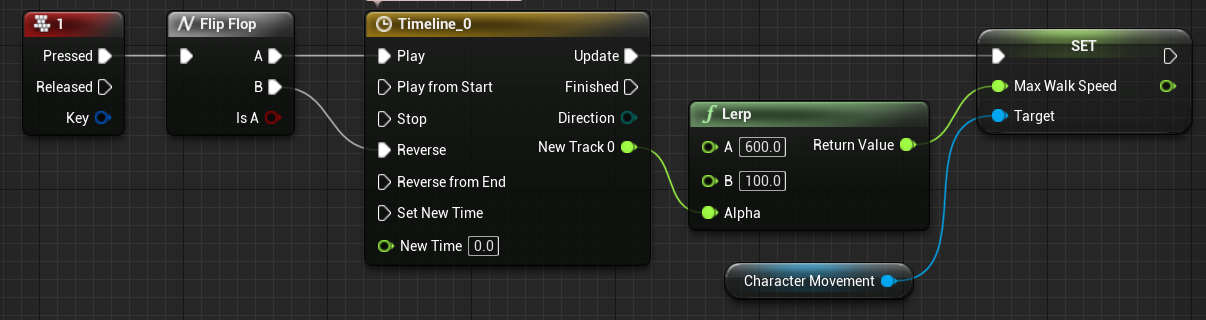 1
Pressed
Released
Key
Flip Flop
A
B
Is A
Timeline_0
Play
Update
Play from Start
Finished
Stop
Direction
Reverse
New Track 0
Reverse from End
Set New Time
New Time 0.0
Lerp
A 600.0
Return Value
B 100.0
Alpha
Character Movement
SET
Max Walk Speed
Target